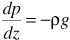 dp/dz = −ρg